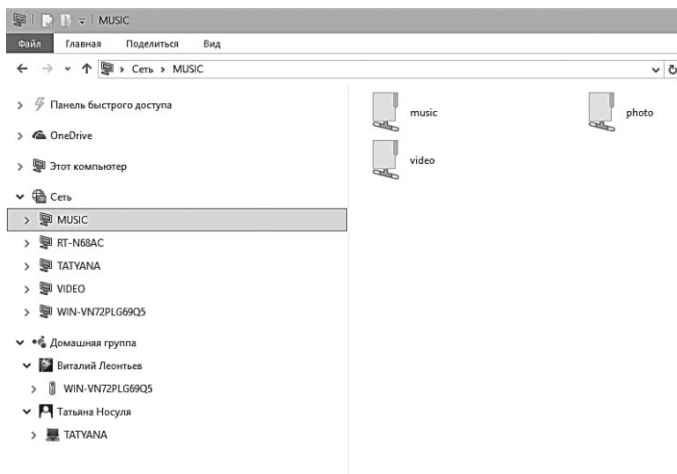 MUSIC
Файл Главная Поделиться Вид
Сеть MUSIC
Панель быстрого доступа
OneDrive
Этот компьютер
Сеть
MUSIC
RT-N68AC
TATYANA
VIDEO
WIN-VN72PLG69Q5
Домашняя группа
Виталий Леонтьев
WIN-VN72PLG69Q5
Татьяна Носуля
TATYANA
music photo
video